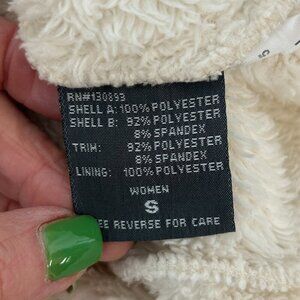 RN#130893
SHELL A: 100% POLYESTER
SHELL B: 92% POLYESTER
8% SPANDEX
TRIM: 92% POLYESTER
8% SPANDEX
LINING: 100% POLYESTER
WOMEN
S
EE REVERSE FOR CARE